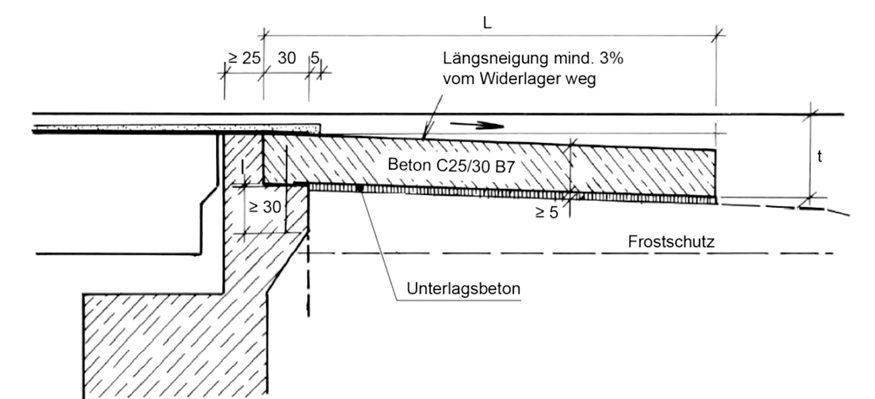 L
≥ 25
30
5
Längsneigung mind. 3%
vom Widerlager weg
t
Beton C25/30 B7
≥ 30
≥ 5
Frostschutz
Unterlagsbeton